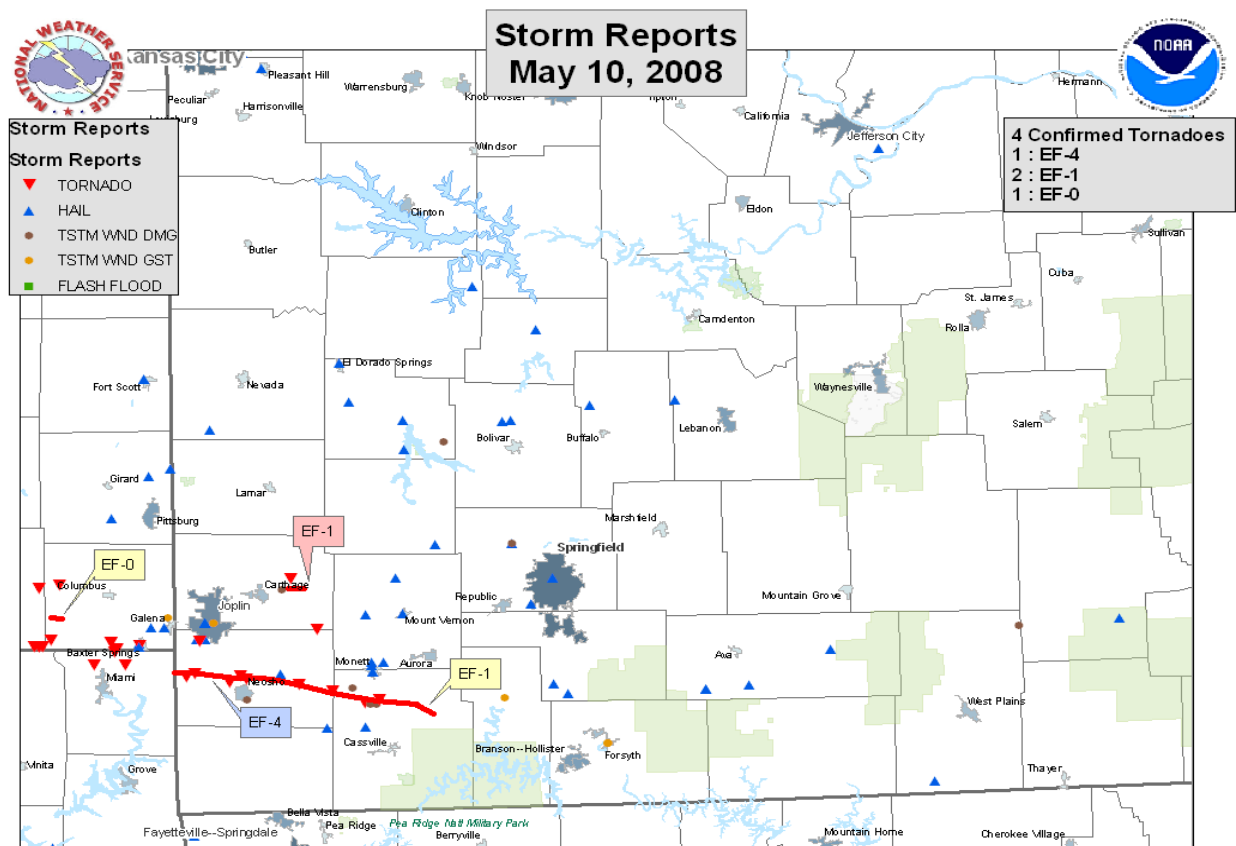 NATIONAL WEATHER SERVICE
Storm Reports
May 10, 2008
NOAA
Kansas City
Pleasant Hill
Peculiar
Harrisonville
Warrensburg
Knob Noster
Tipton
California
Hermann
Jefferson City
Storm Reports
Storm Reports
TORNADO
HAIL
TSTM WND DMG
TSTM WND GST
FLASH FLOOD
4 Confirmed Tornadoes
1 : EF-4
2 : EF-1
1 : EF-0
Windsor
Clinton
Eldon
Sullivan
Butler
Cuba
St. James
Rolla
Camdenton
El Dorado Springs
Fort Scott
Nevada
Waynesville
Bolivar
Buffalo
Lebanon
Salem
Girard
Lamar
Pittsburg
Marshfield
EF-1
Springfield
EF-0
Columbus
Carthage
Joplin
Republic
Mountain Grove
Galena
Mount Vernon
Baxter Springs
Monett
Aurora
Ava
EF-1
Miami
Neosho
West Plains
EF-4
Cassville
Branson--Hollister
Forsyth
Vinita
Grove
Thayer
Bella Vista
Pea Ridge
Pea Ridge Natl Military Park
Fayetteville--Springdale
Berryville
Mountain Home
Cherokee Village